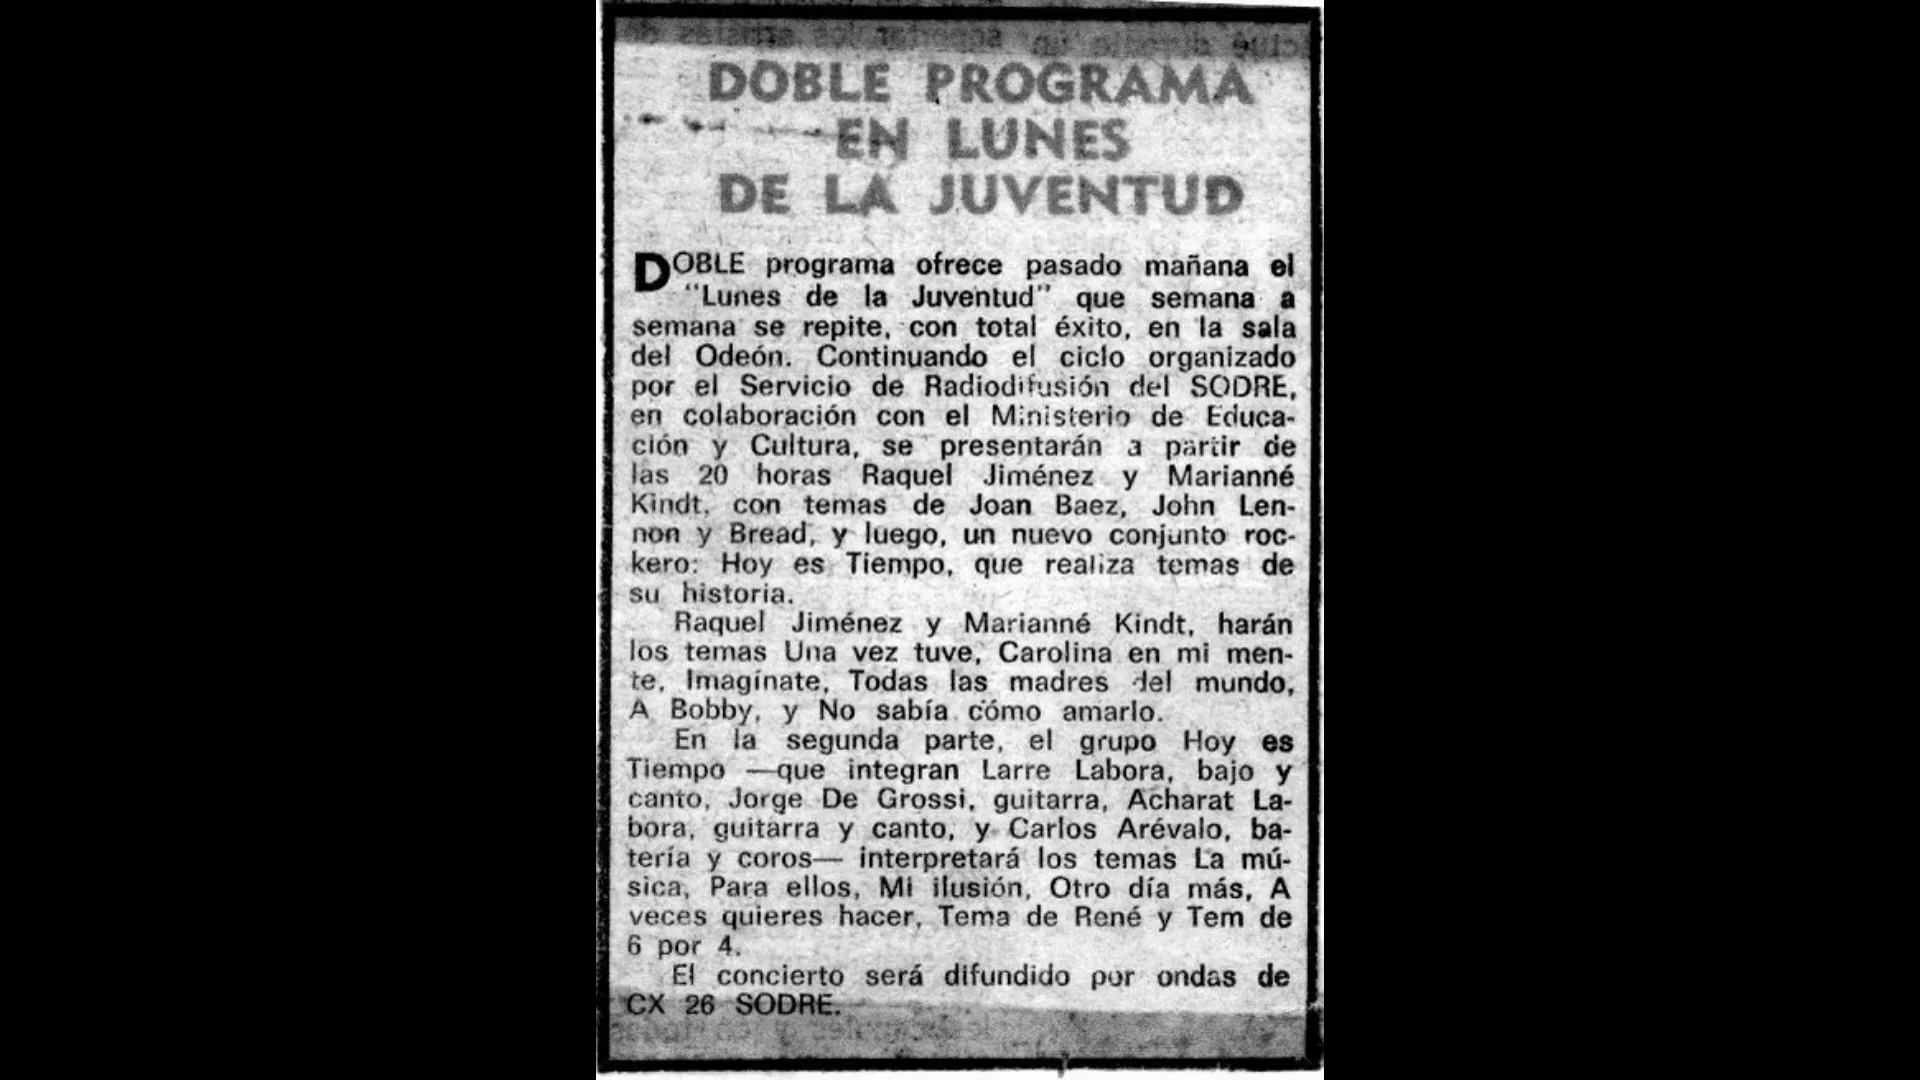 DOBLE PROGRAMA
EN LUNES
DE LA JUVENTUD
DOBLE programa ofrece pasado mañana el
"Lunes de la Juventud" que semana a
semana se repite, con total éxito, en la sala
del Odeón. Continuando el ciclo organizado
por el Servicio de Radiodifusión del SODRE,
en colaboración con el Ministerio de Educa-
ción y Cultura, se presentarán a partir de
las 20 horas Raquel Jiménez y Marianné
Kindt, con temas de Joan Baez, John Len-
non y Bread, y luego, un nuevo conjunto roc-
kero: Hoy es Tiempo, que realiza temas de
su historia.
Raquel Jiménez y Marianné Kindt, harán
los temas Una vez tuve, Carolina en mi men-
te, Imagínate, Todas las madres del mundo,
A Bobby, y No sabía cómo amarlo.
En la segunda parte, el grupo Hoy es
Tiempo —que integran Larre Labora, bajo y
canto, Jorge De Grossi, guitarra, Acharat La-
bora, guitarra y canto, y Carlos Arévalo, ba-
tería y coros— interpretará los temas La mú-
sica, Para ellos, Mi ilusión, Otro día más, A
veces quieres hacer, Tema de René y Tem de
6 por 4.
El concierto será difundido por ondas de
CX 26 SODRE.